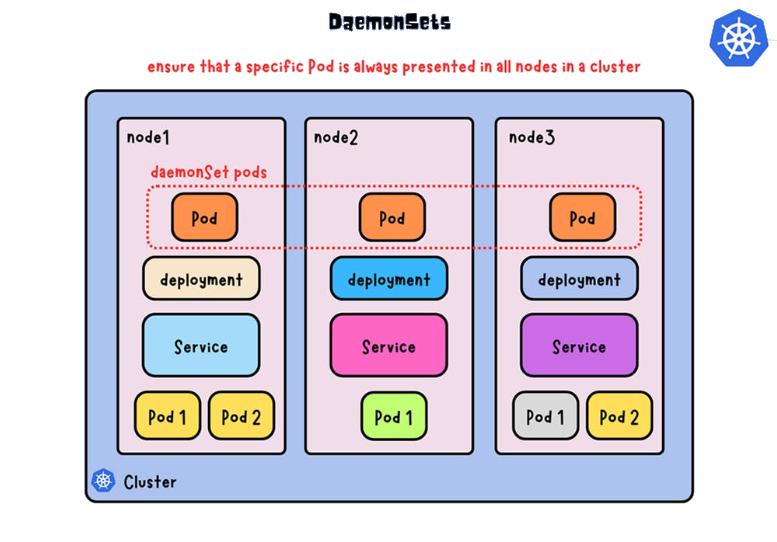 DaemonSets
ensure that a specific Pod is always presented in all nodes in a cluster
node1
node2
node3
daemonSet pods
Pod
Pod
Pod
deployment
deployment
deployment
Service
Service
Service
Pod 1
Pod 2
Pod 1
Pod 1
Pod 2
Cluster